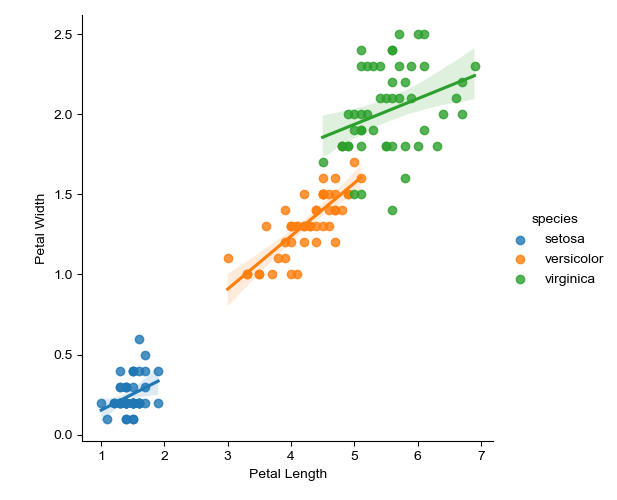 2.5
2.0
1.5
1.0
0.5
0.0
Petal Width
1 2 3 4 5 6 7
Petal Length
species
setosa
versicolor
virginica